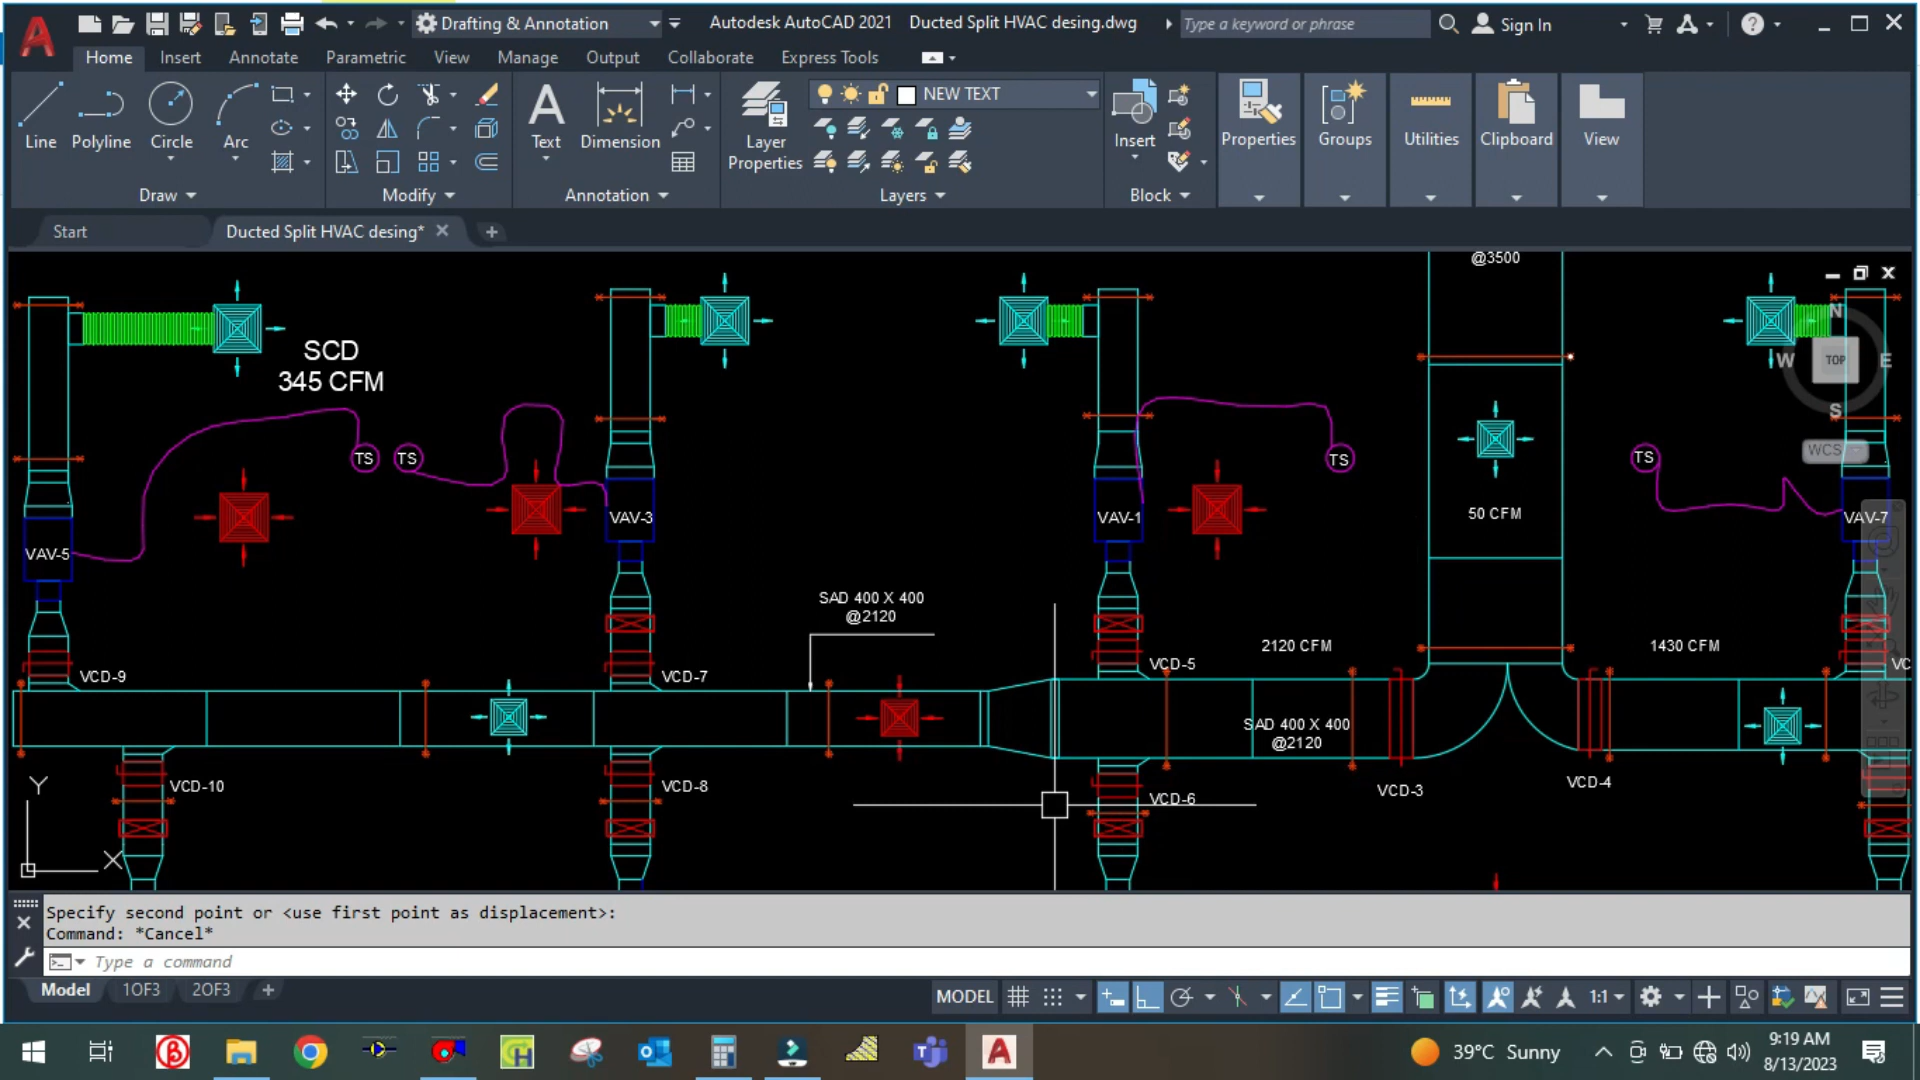 Drafting & Annotation
Autodesk AutoCAD 2021 Ducted Split HVAC desing.dwg
Type a keyword or phrase
Sign In
Home Insert Annotate Parametric View Manage Output Collaborate Express Tools
NEW TEXT
Line Polyline Circle Arc
Text Dimension
Layer
Properties
Insert
Properties Groups Utilities Clipboard View
Draw Modify Annotation Layers Block
Start Ducted Split HVAC desing*
@3500
N
W TOP E
S
WCS
SCD
345 CFM
TS TS TS TS
50 CFM
VAV-5 VAV-3 VAV-1 VAV-7
SAD 400 X 400
@2120
2120 CFM 1430 CFM
VCD-9 VCD-7 VCD-5 VC
SAD 400 X 400
@2120
VCD-10 VCD-8 VCD-6 VCD-3 VCD-4
Y
X
Specify second point or <use first point as displacement>:
Command: *Cancel*
Type a command
Model 1OF3 2OF3
MODEL 1:1
39°C Sunny
9:19 AM
8/13/2023